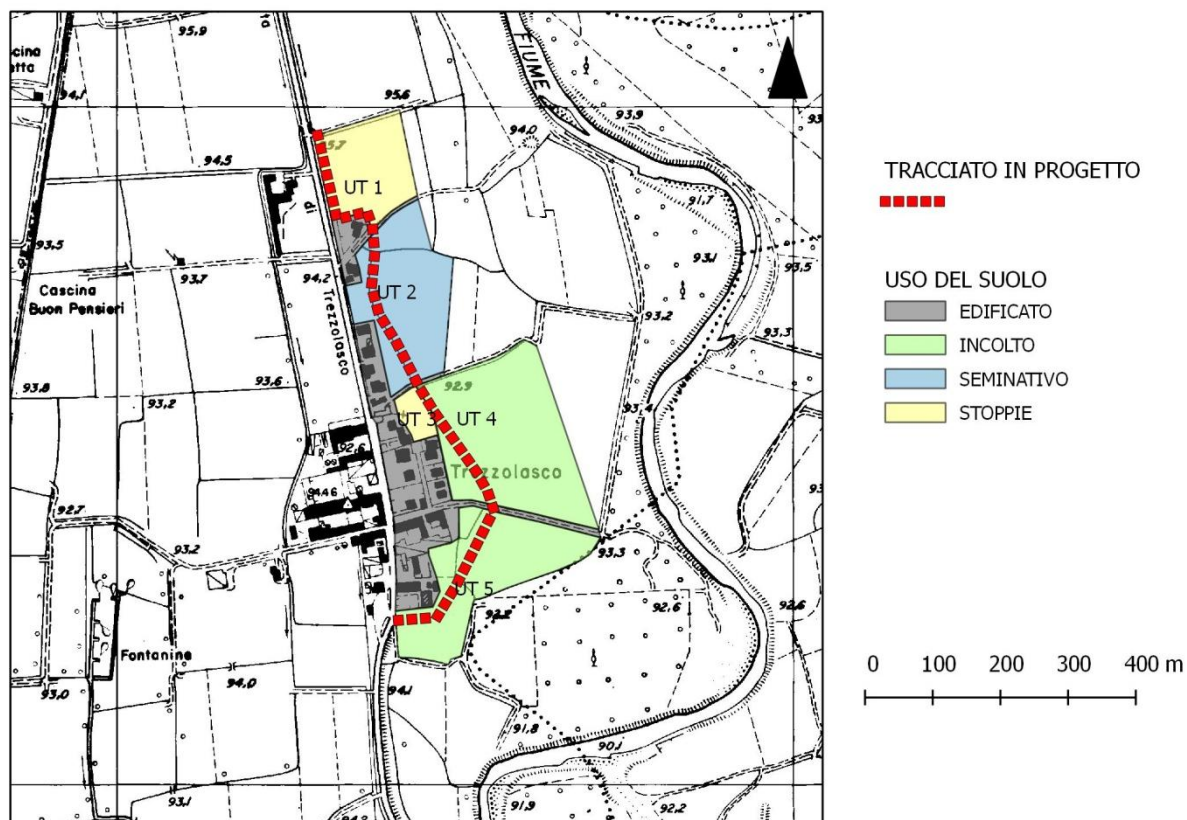 95,9
95,6
FIUME
94,1
94,0
93,9
94,5
UT 1
di
91,7
93,5
93,1
93,5
93,7
94,2
Cascina
Buon Pensieri
Trezzolasco
UT 2
93,2
93,3
93,8
93,6
92,9
93,2
93,4
UT 3
UT 4
92,6
Trezzolasco
94,46
92,7
93,2
93,3
UT 5
92,2
92,6
92,6
Fontanine
93,0
94,0
94,1
91,8
90,1
93,1
91,9
92,2
TRACCIATO IN PROGETTO
USO DEL SUOLO
EDIFICATO
INCOLTO
SEMINATIVO
STOPPIE
0 100 200 300 400 m